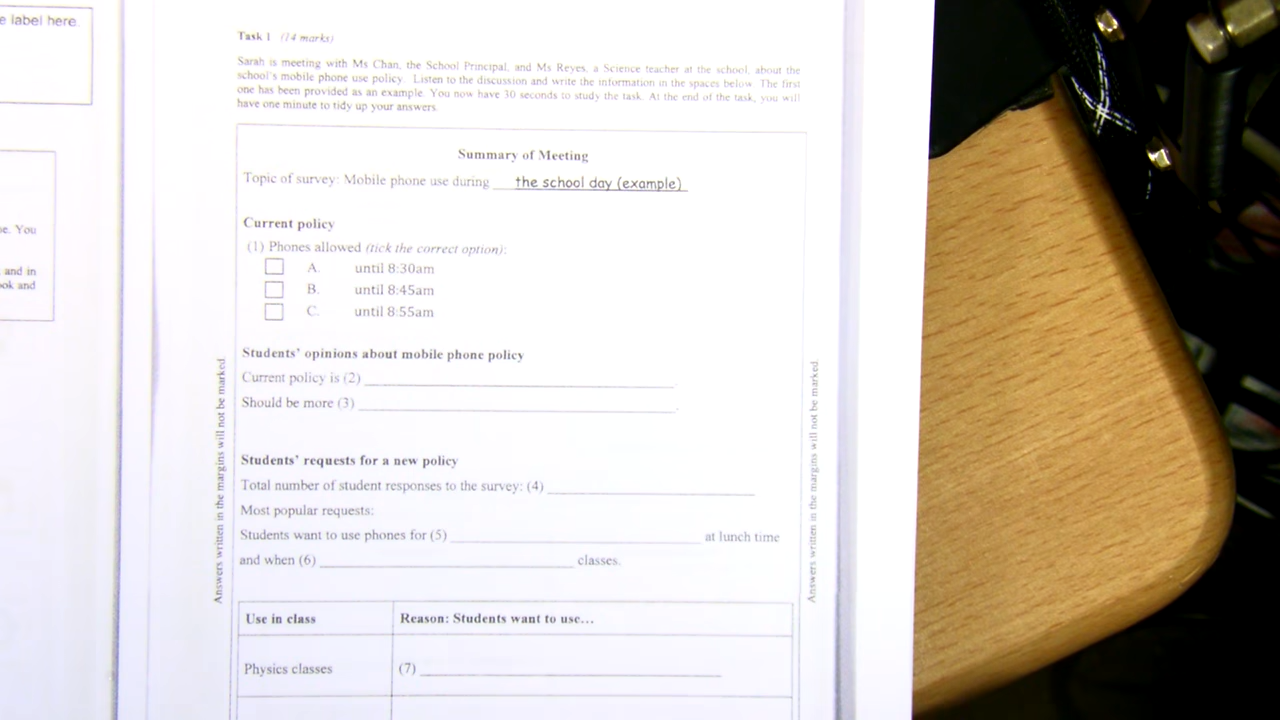 e label here.
e. You
and in
ok and
Task 1 (14 marks)
Sarah is meeting with Ms Chan, the School Principal, and Ms Reyes, a Science teacher at the school, about the
school's mobile phone use policy. Listen to the discussion and write the information in the spaces below. The first
one has been provided as an example. You now have 30 seconds to study the task. At the end of the task, you will
have one minute to tidy up your answers.
Summary of Meeting
Topic of survey: Mobile phone use during the school day (example)
Current policy
(1) Phones allowed (tick the correct option):
A. until 8:30am
B. until 8:45am
C. until 8:55am
Students' opinions about mobile phone policy
Current policy is (2) .
Should be more (3) .
Students' requests for a new policy
Total number of student responses to the survey: (4)
Most popular requests:
Students want to use phones for (5) at lunch time
and when (6) classes.
Use in class Reason: Students want to use...
Physics classes (7)
Answers written in the margins will not be marked.
Answers written in the margins will not be marked.